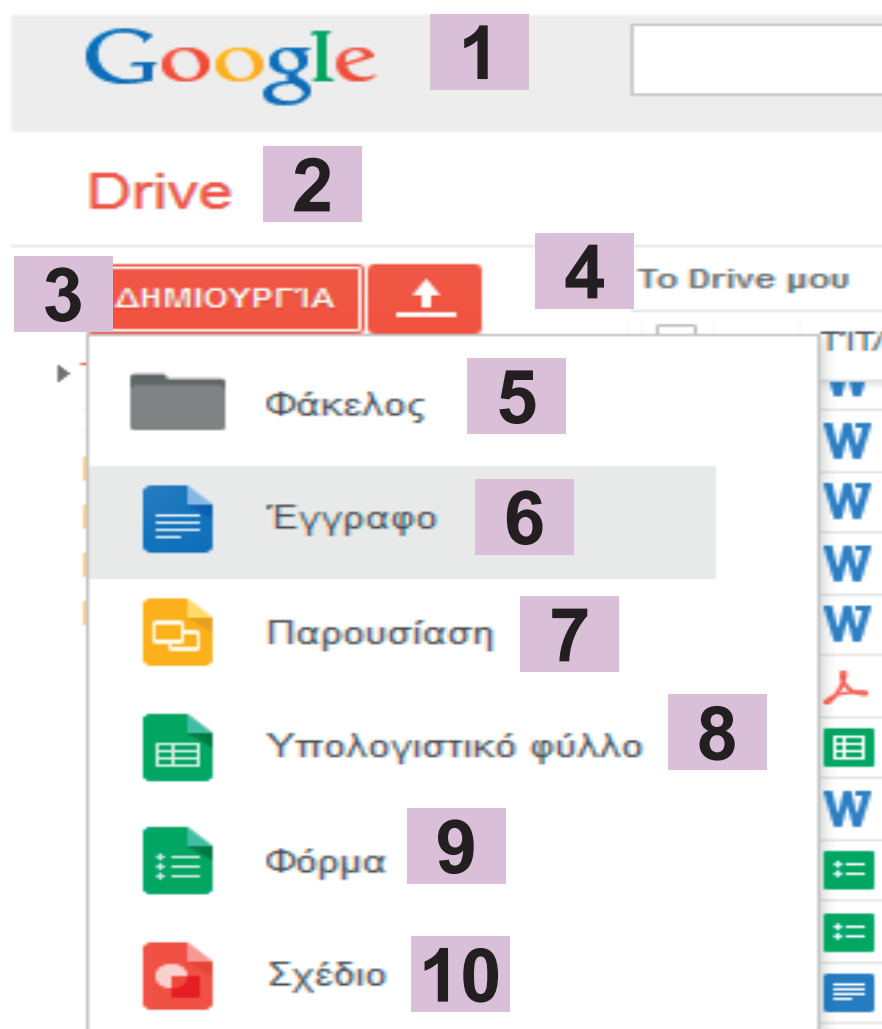 Google 1
Drive 2
3 ΔΗΜΙΟΥΡΓΊΑ
4 Το Drive μου
ΤΊΤΛ
Φάκελος 5
Έγγραφο 6
Παρουσίαση 7
Υπολογιστικό φύλλο 8
Φόρμα 9
Σχέδιο 10